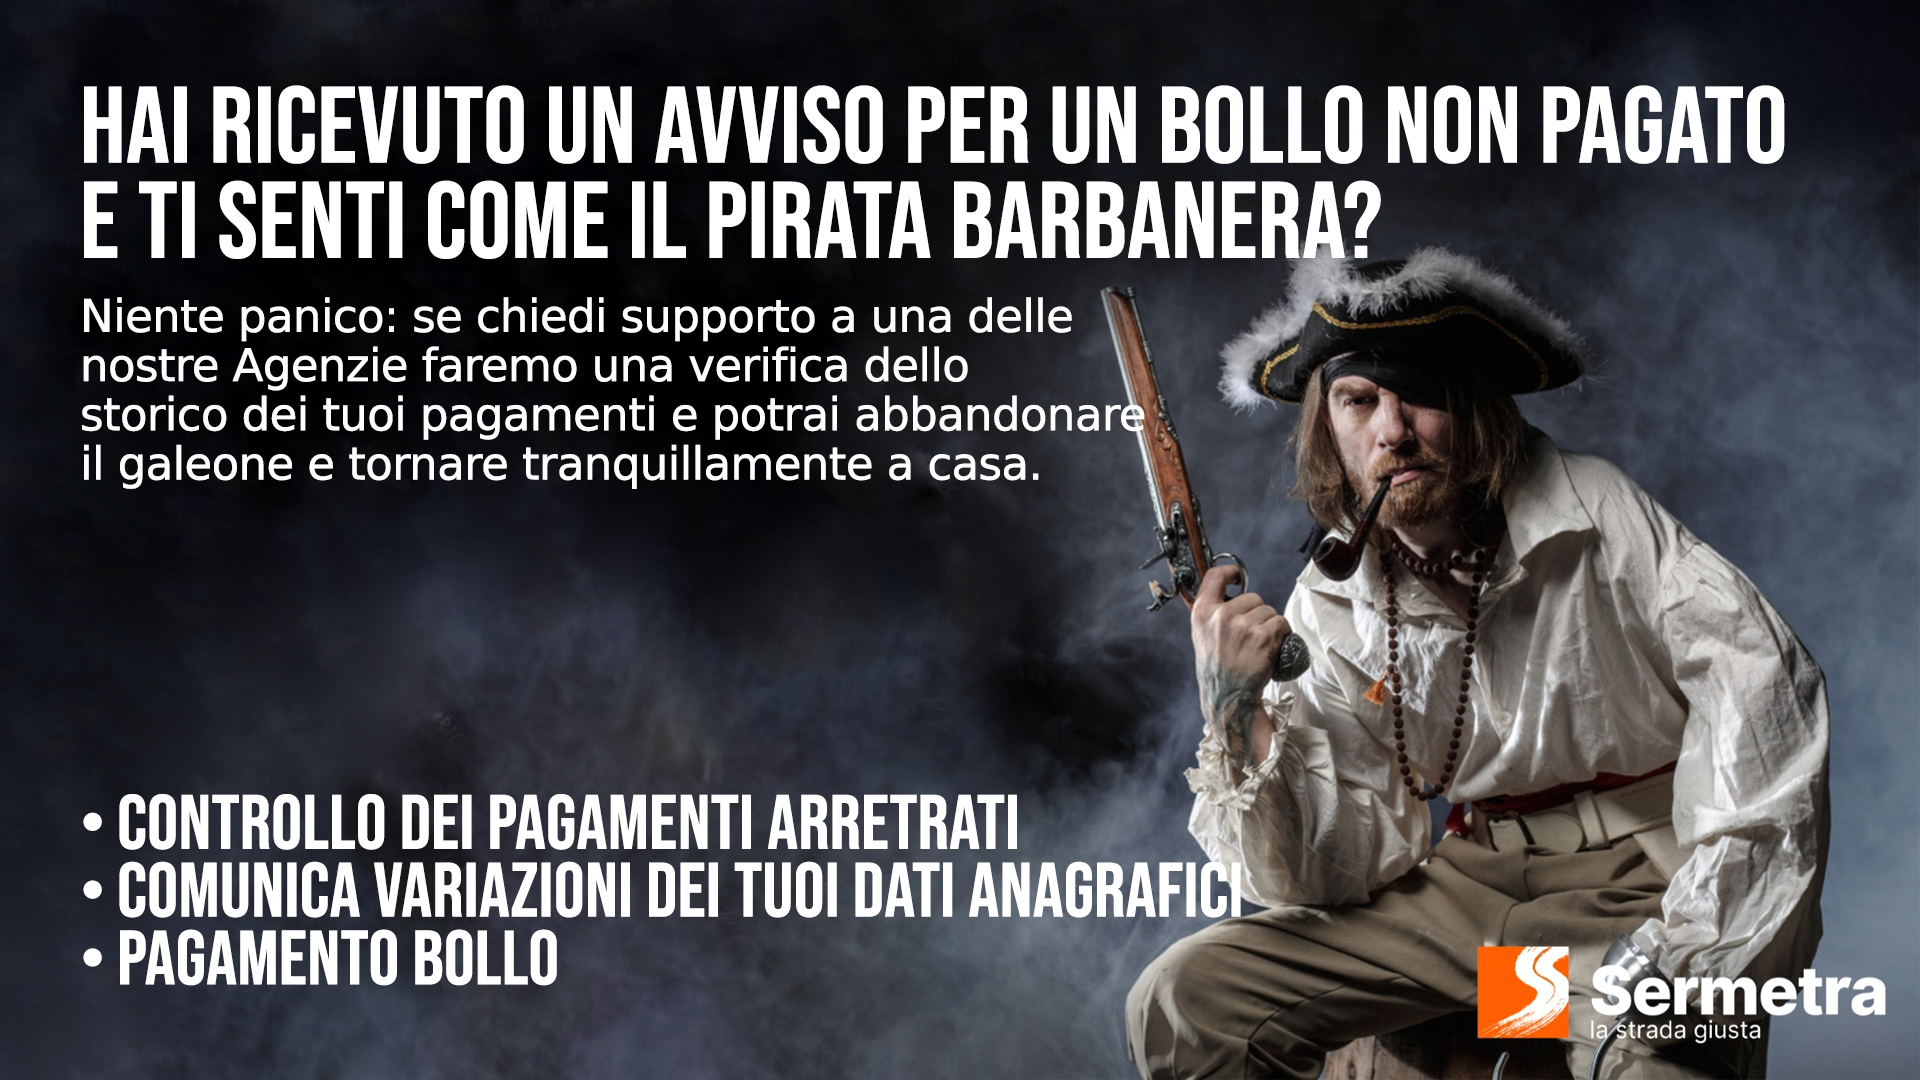 HAI RICEVUTO UN AVVISO PER UN BOLLO NON PAGATO
E TI SENTI COME IL PIRATA BARBANERA?
Niente panico: se chiedi supporto a una delle
nostre Agenzie faremo una verifica dello
storico dei tuoi pagamenti e potrai abbandonare
il galeone e tornare tranquillamente a casa.
• CONTROLLO DEI PAGAMENTI ARRETRATI
• COMUNICA VARIAZIONI DEI TUOI DATI ANAGRAFICI
• PAGAMENTO BOLLO
Sermetra
la strada giusta